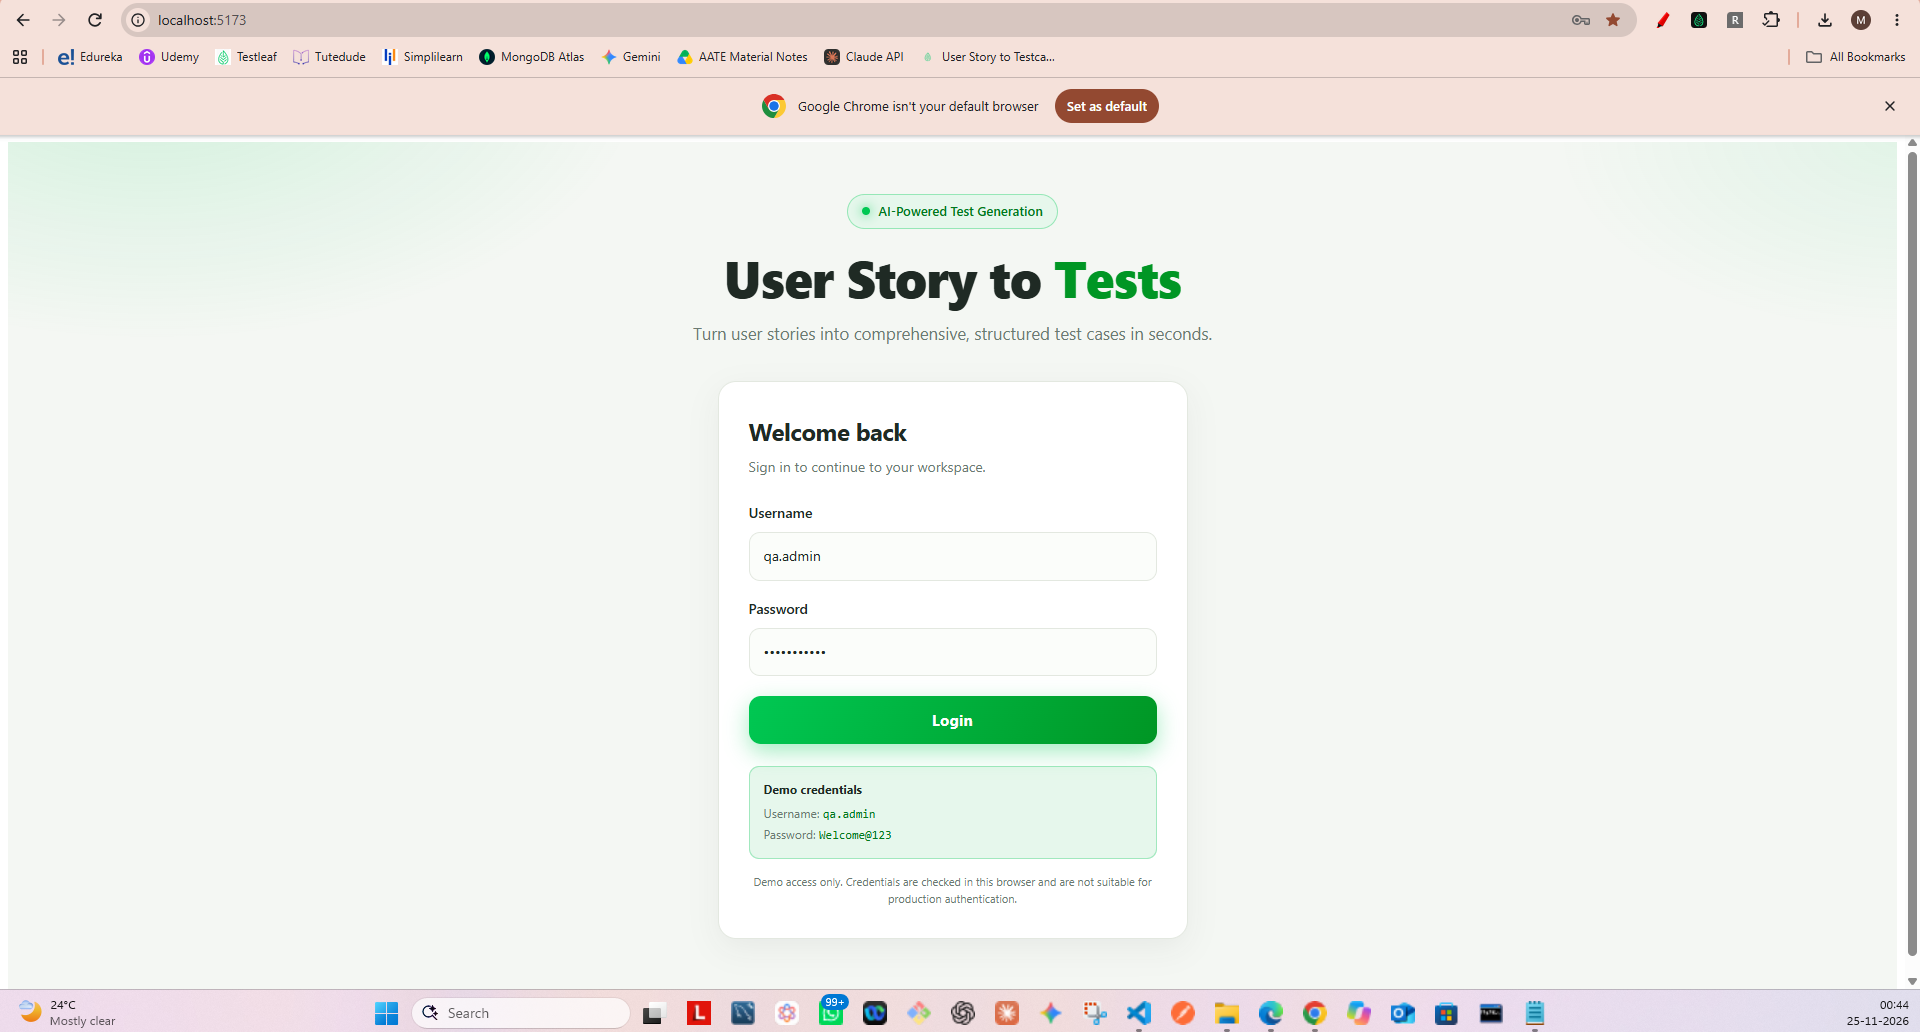 localhost:5173
R
M
e! Edureka
Udemy
Testleaf
Tutedude
Simplilearn
MongoDB Atlas
Gemini
AATE Material Notes
Claude API
User Story to Testca...
All Bookmarks
Google Chrome isn't your default browser
Set as default
AI-Powered Test Generation
User Story to Tests
Turn user stories into comprehensive, structured test cases in seconds.
Welcome back
Sign in to continue to your workspace.
Username
qa.admin
Password
•••••••••••
Login
Demo credentials
Username: qa.admin
Password: Welcome@123
Demo access only. Credentials are checked in this browser and are not suitable for
production authentication.
24°C
Mostly clear
Search
L
99+
00:44
25-11-2026